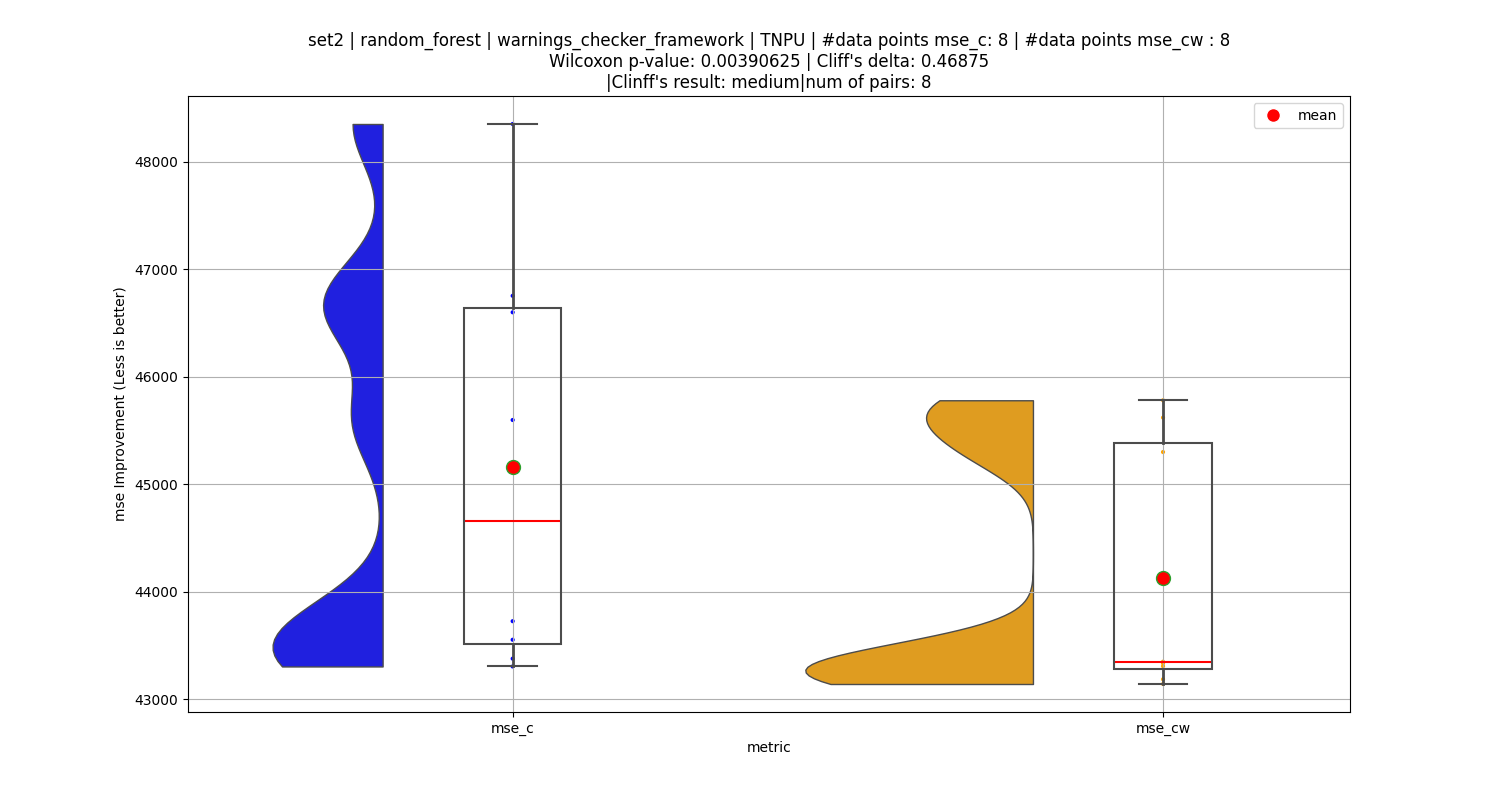 set2 | random_forest | warnings_checker_framework | TNPU | #data points mse_c: 8 | #data points mse_cw : 8
Wilcoxon p-value: 0.00390625 | Cliff's delta: 0.46875
|Clinff's result: medium|num of pairs: 8
mean
mse Improvement (Less is better)
48000
47000
46000
45000
44000
43000
mse_c
mse_cw
metric